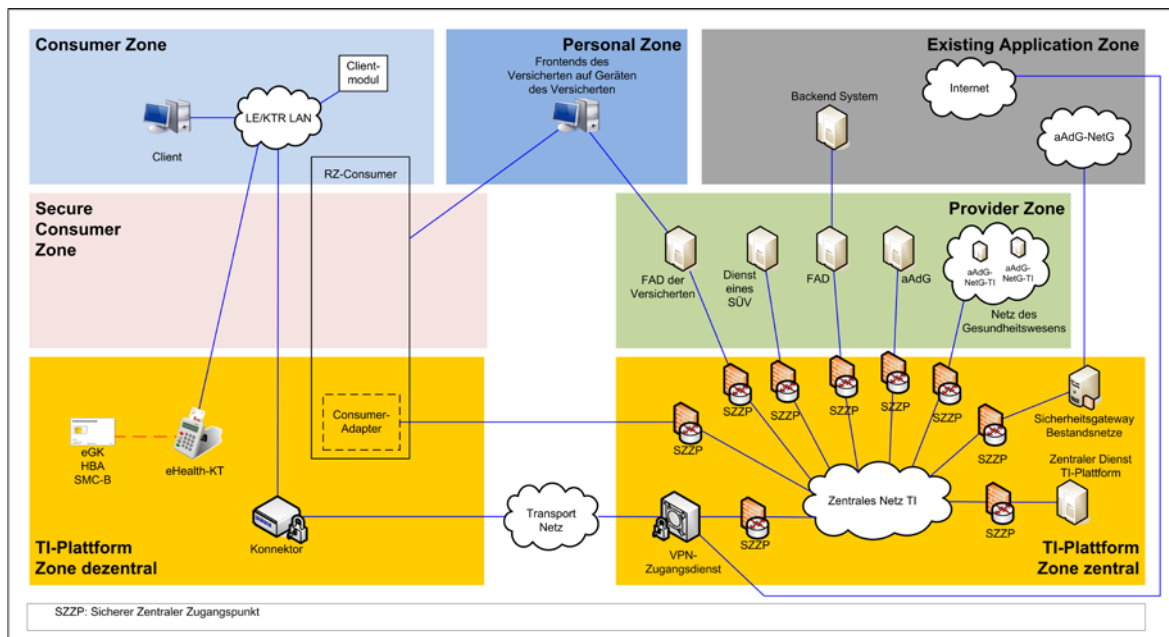 Consumer Zone
Client-
modul
LE/KTR LAN
Client
RZ-Consumer
Personal Zone
Frontends des
Versicherten auf Geräten
des Versicherten
Existing Application Zone
Internet
Backend System
aAdG-NetG
Secure
Consumer
Zone
Provider Zone
FAD der
Versicherten
Dienst
eines
SÜV
FAD
aAdG
aAdG-
NetG-TI
aAdG-
NetG-TI
Netz des
Gesundheitswesens
eGK
HBA
SMC-B
eHealth-KT
Consumer-
Adapter
Konnektor
TI-Plattform
Zone dezentral
Transport
Netz
SZZP
SZZP
SZZP
SZZP
SZZP
SZZP
SZZP
Sicherheitsgateway
Bestandsnetze
Zentraler Dienst
TI-Plattform
Zentrales Netz TI
SZZP
SZZP
VPN-
Zugangsdienst
TI-Plattform
Zone zentral
SZZP: Sicherer Zentraler Zugangspunkt